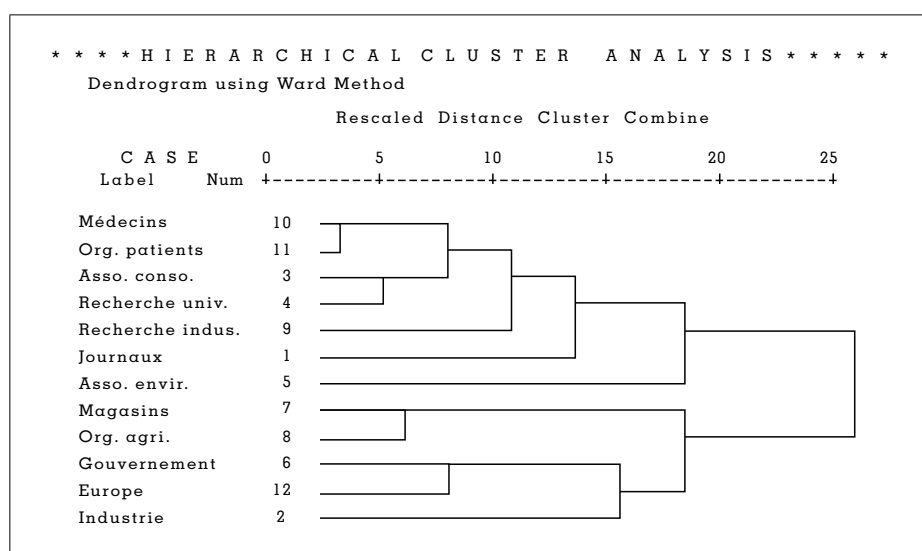 * * * * H I E R A R C H I C A L C L U S T E R A N A L Y S I S * * * * *
Dendrogram using Ward Method
Rescaled Distance Cluster Combine
C A S E 0 5 10 15 20 25
Label Num +---------+---------+---------+---------+---------+
Médecins 10
Org. patients 11
Asso. conso. 3
Recherche univ. 4
Recherche indus. 9
Journaux 1
Asso. envir. 5
Magasins 7
Org. agri. 8
Gouvernement 6
Europe 12
Industrie 2